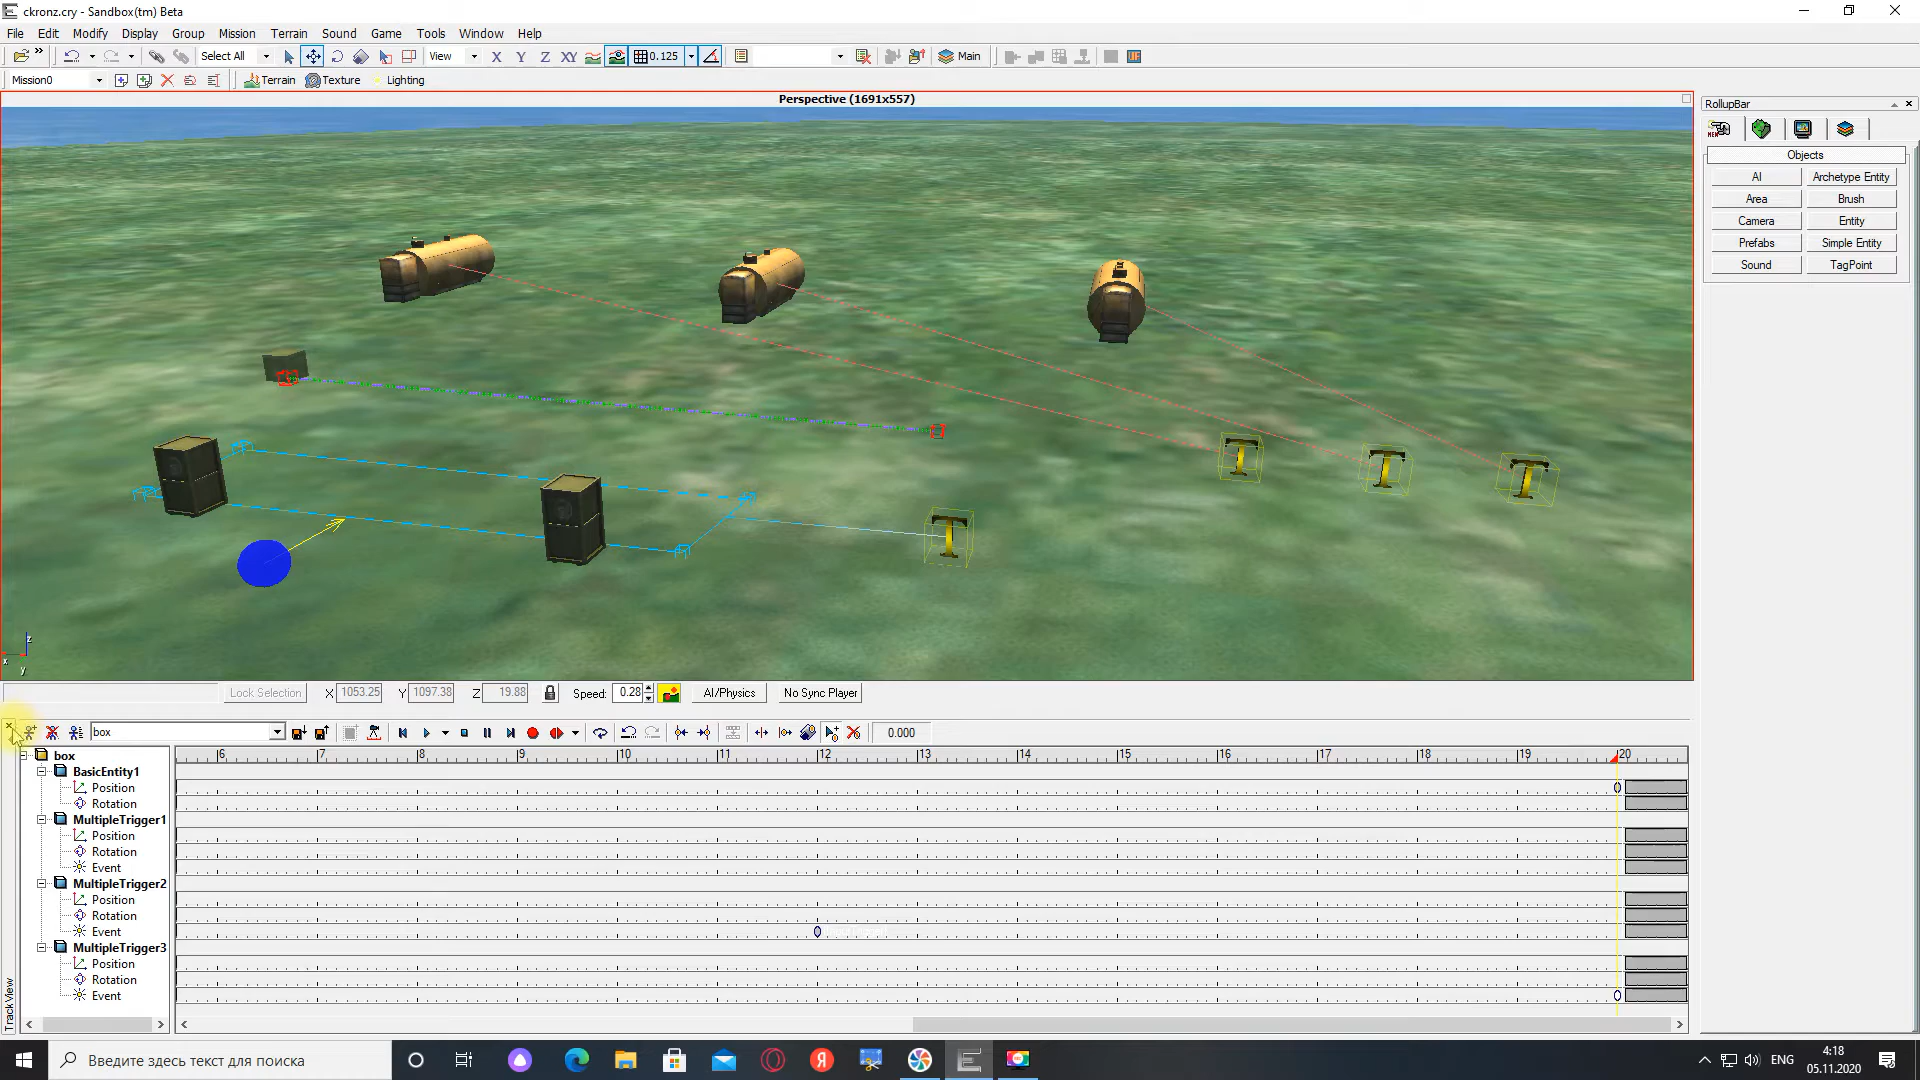 ckronz.cry - Sandbox(tm) Beta
File Edit Modify Display Group Mission Terrain Sound Game Tools Window Help
Select All View X Y Z XY 0.125 Main
Mission0 Terrain Texture Lighting
Perspective (1691x557)
RollupBar
Objects
AI Archetype Entity
Area Brush
Camera Entity
Prefabs Simple Entity
Sound TagPoint
z
x
y
Lock Selection X 1053.25 Y 1097.38 Z 19.88 Speed: 0.28 AI/Physics No Sync Player
box 0.000
box 6 7 8 9 10 11 12 13 14 15 16 17 18 19 20
BasicEntity1
Position
Rotation
MultipleTrigger1
Position
Rotation
Event
MultipleTrigger2
Position
Rotation
Event
MultipleTrigger3
Position
Rotation
Event
TrackView
Введите здесь текст для поиска
ENG
4:18
05.11.2020